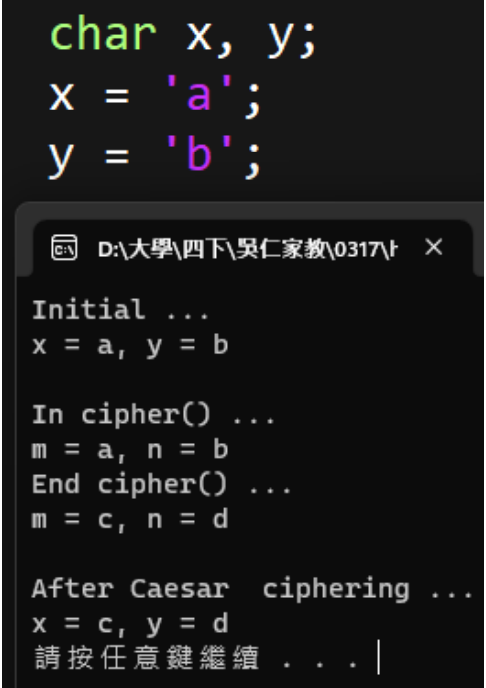 char x, y;
x = 'a';
y = 'b';
D:\大學\四下\吳仁家教\0317\
Initial ...
x = a, y = b
In cipher() ...
m = a, n = b
End cipher() ...
m = c, n = d
After Caesar  ciphering ...
x = c, y = d
請按任意鍵繼續 . . .